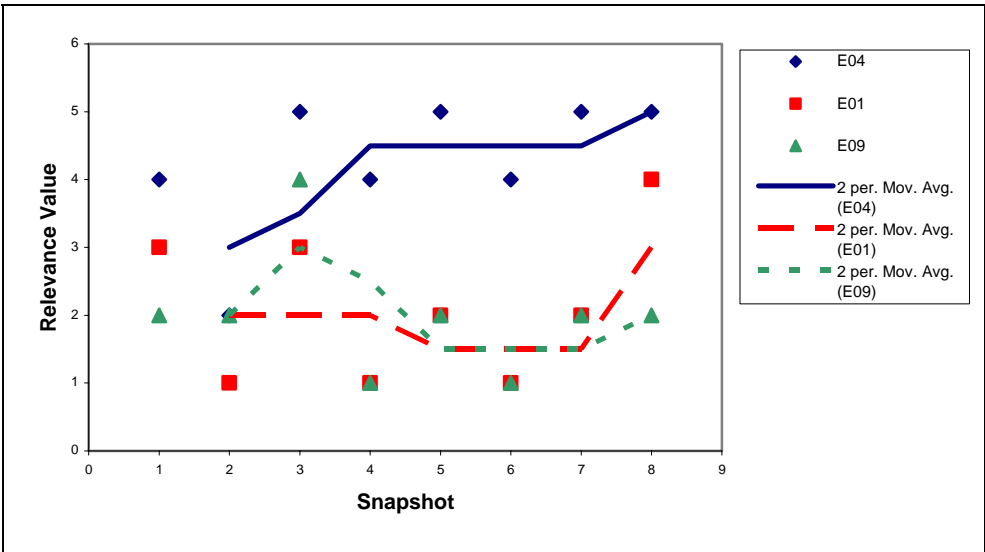 6
5
4
3
2
1
0
Relevance Value
0 1 2 3 4 5 6 7 8 9
Snapshot
E04
E01
E09
2 per. Mov. Avg.
(E04)
2 per. Mov. Avg.
(E01)
2 per. Mov. Avg.
(E09)